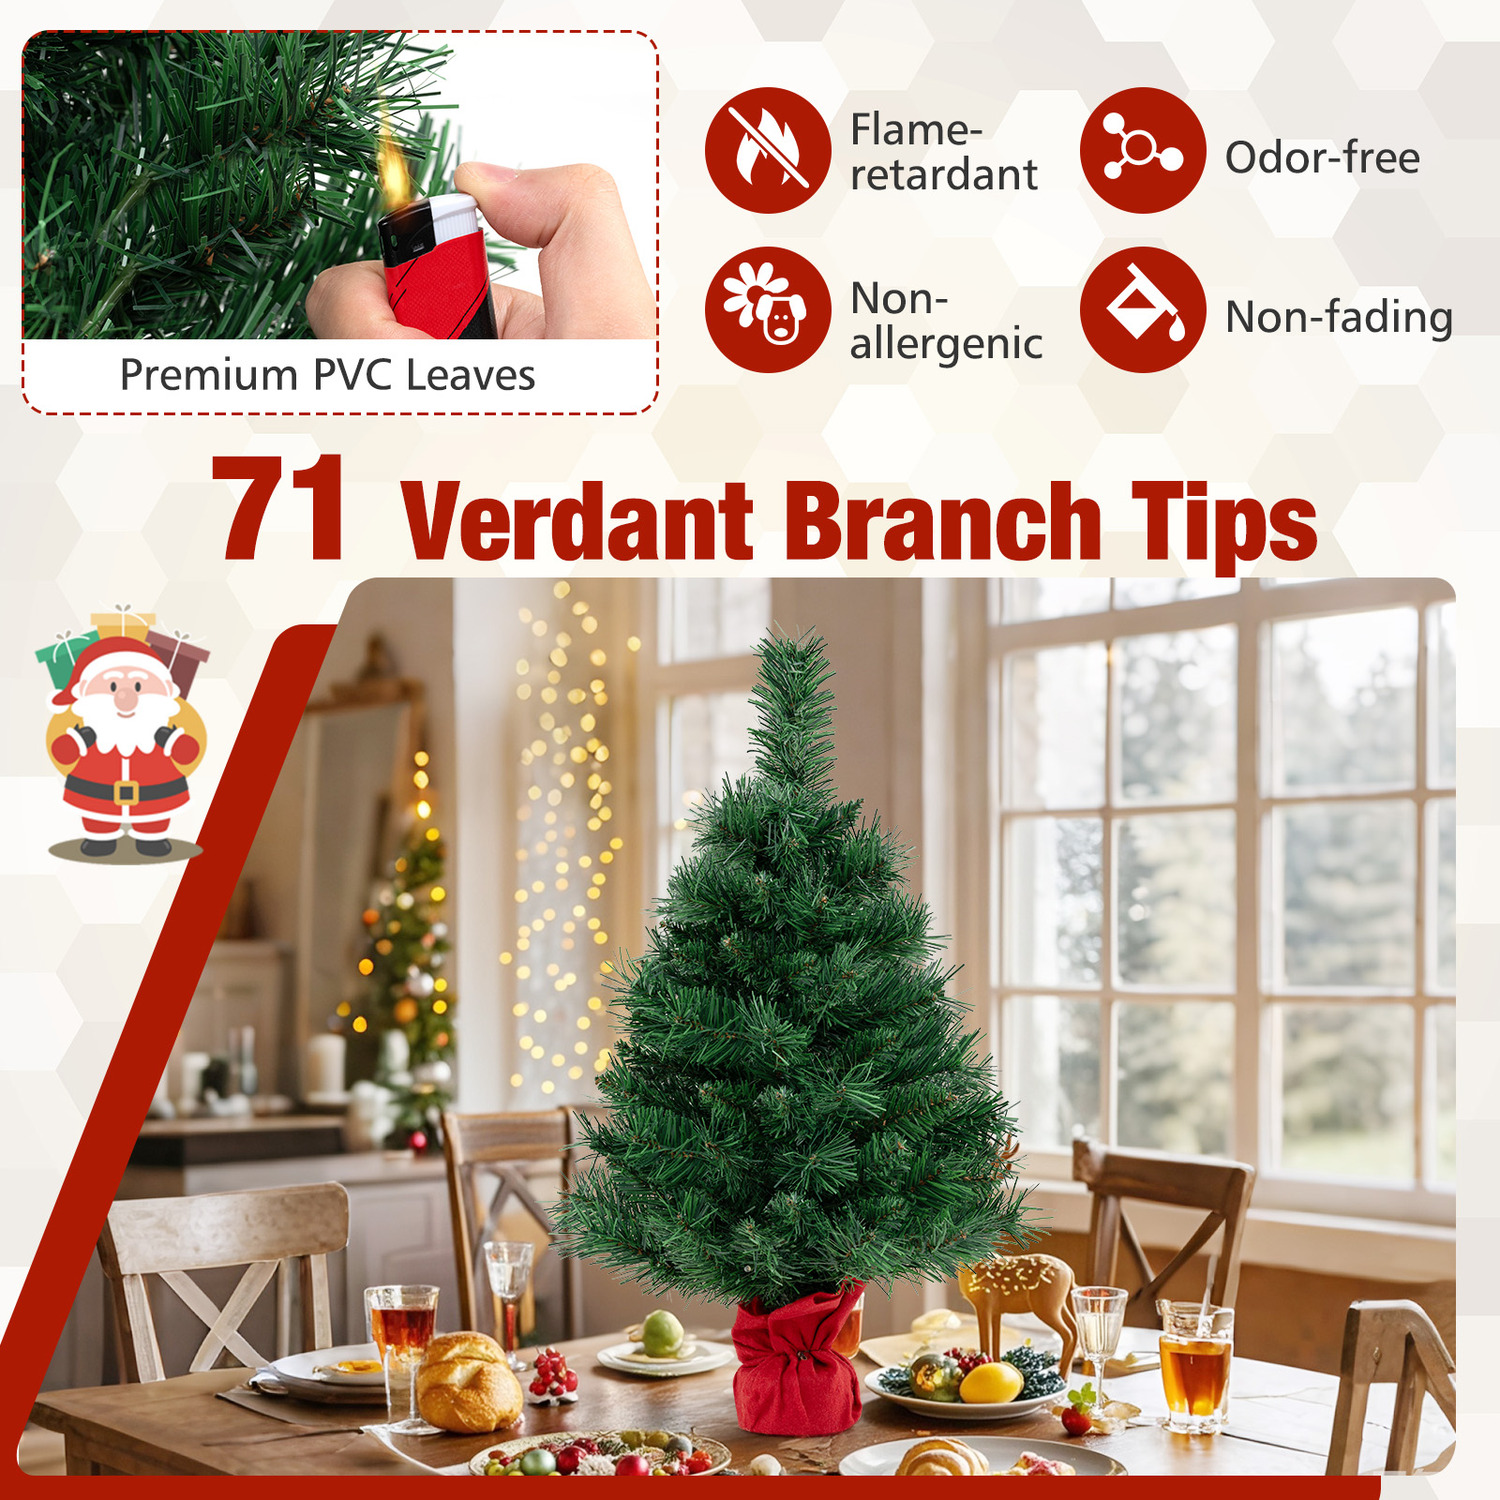 Flame-
retardant
Odor-free
Non-
allergenic
Non-fading
Premium PVC Leaves
71 Verdant Branch Tips